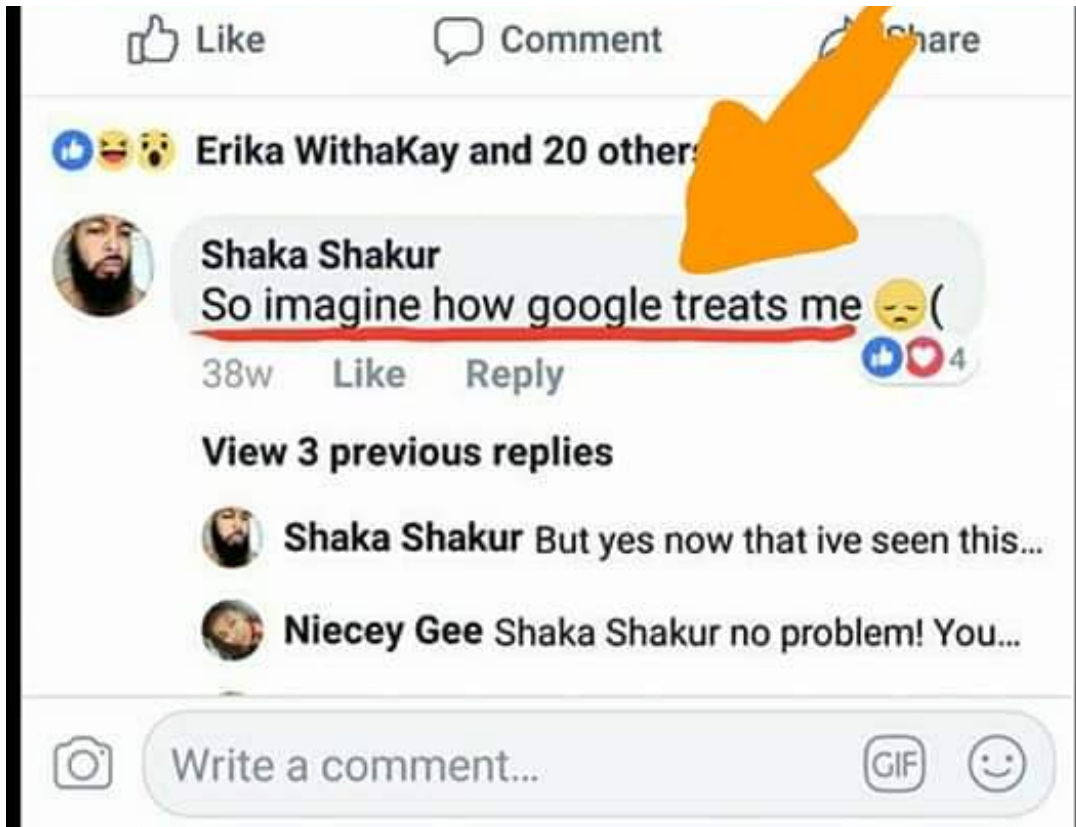 Like Comment Share
Erika WithaKay and 20 others
Shaka Shakur
So imagine how google treats me 😞(
4
38w Like Reply
View 3 previous replies
Shaka Shakur But yes now that ive seen this...
Niecey Gee Shaka Shakur no problem! You...
Write a comment... GIF